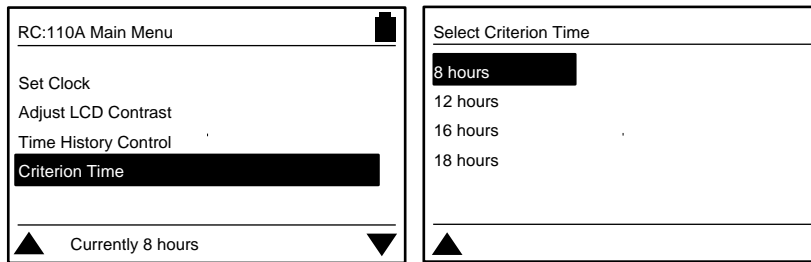 RC:110A Main Menu
Set Clock
Adjust LCD Contrast
Time History Control
Criterion Time
Currently 8 hours
Select Criterion Time
8 hours
12 hours
16 hours
18 hours